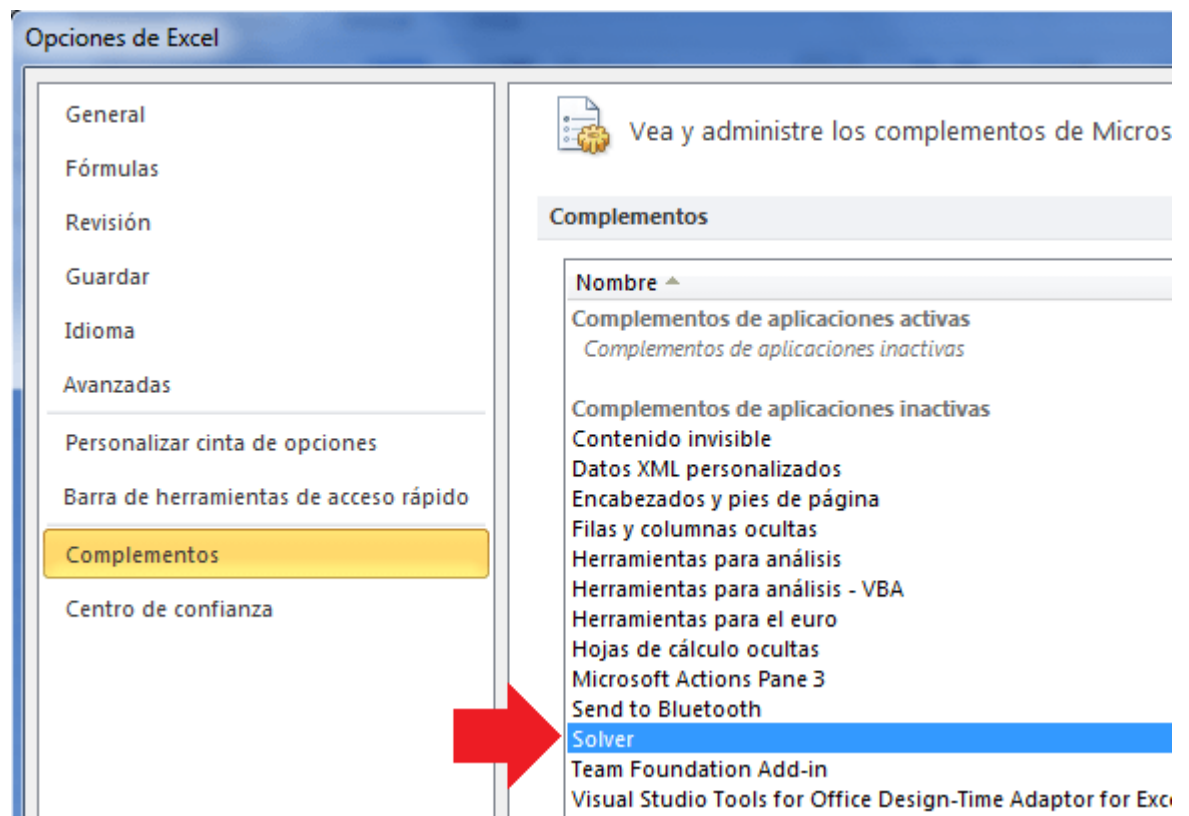 Opciones de Excel
General
Fórmulas
Revisión
Guardar
Idioma
Avanzadas
Personalizar cinta de opciones
Barra de herramientas de acceso rápido
Complementos
Centro de confianza
Vea y administre los complementos de Micros
Complementos
Nombre
Complementos de aplicaciones activas
Complementos de aplicaciones inactivas
Complementos de aplicaciones inactivas
Contenido invisible
Datos XML personalizados
Encabezados y pies de página
Filas y columnas ocultas
Herramientas para análisis
Herramientas para análisis - VBA
Herramientas para el euro
Hojas de cálculo ocultas
Microsoft Actions Pane 3
Send to Bluetooth
Solver
Team Foundation Add-in
Visual Studio Tools for Office Design-Time Adaptor for Exc